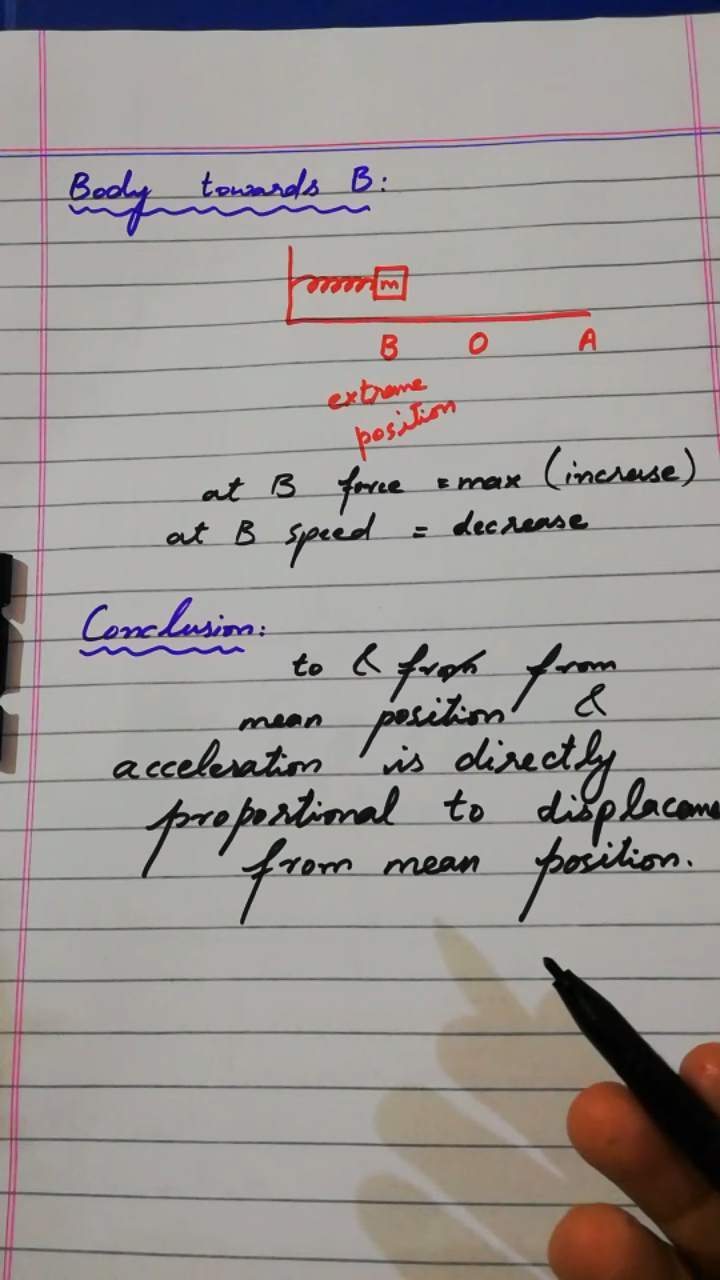 Body towards B:
m
B O A
extreme
position
at B force = max (increase)
at B speed = decrease
Conclusion:
to & from
mean position &
acceleration is directly
proportional to displaceme
from mean position.